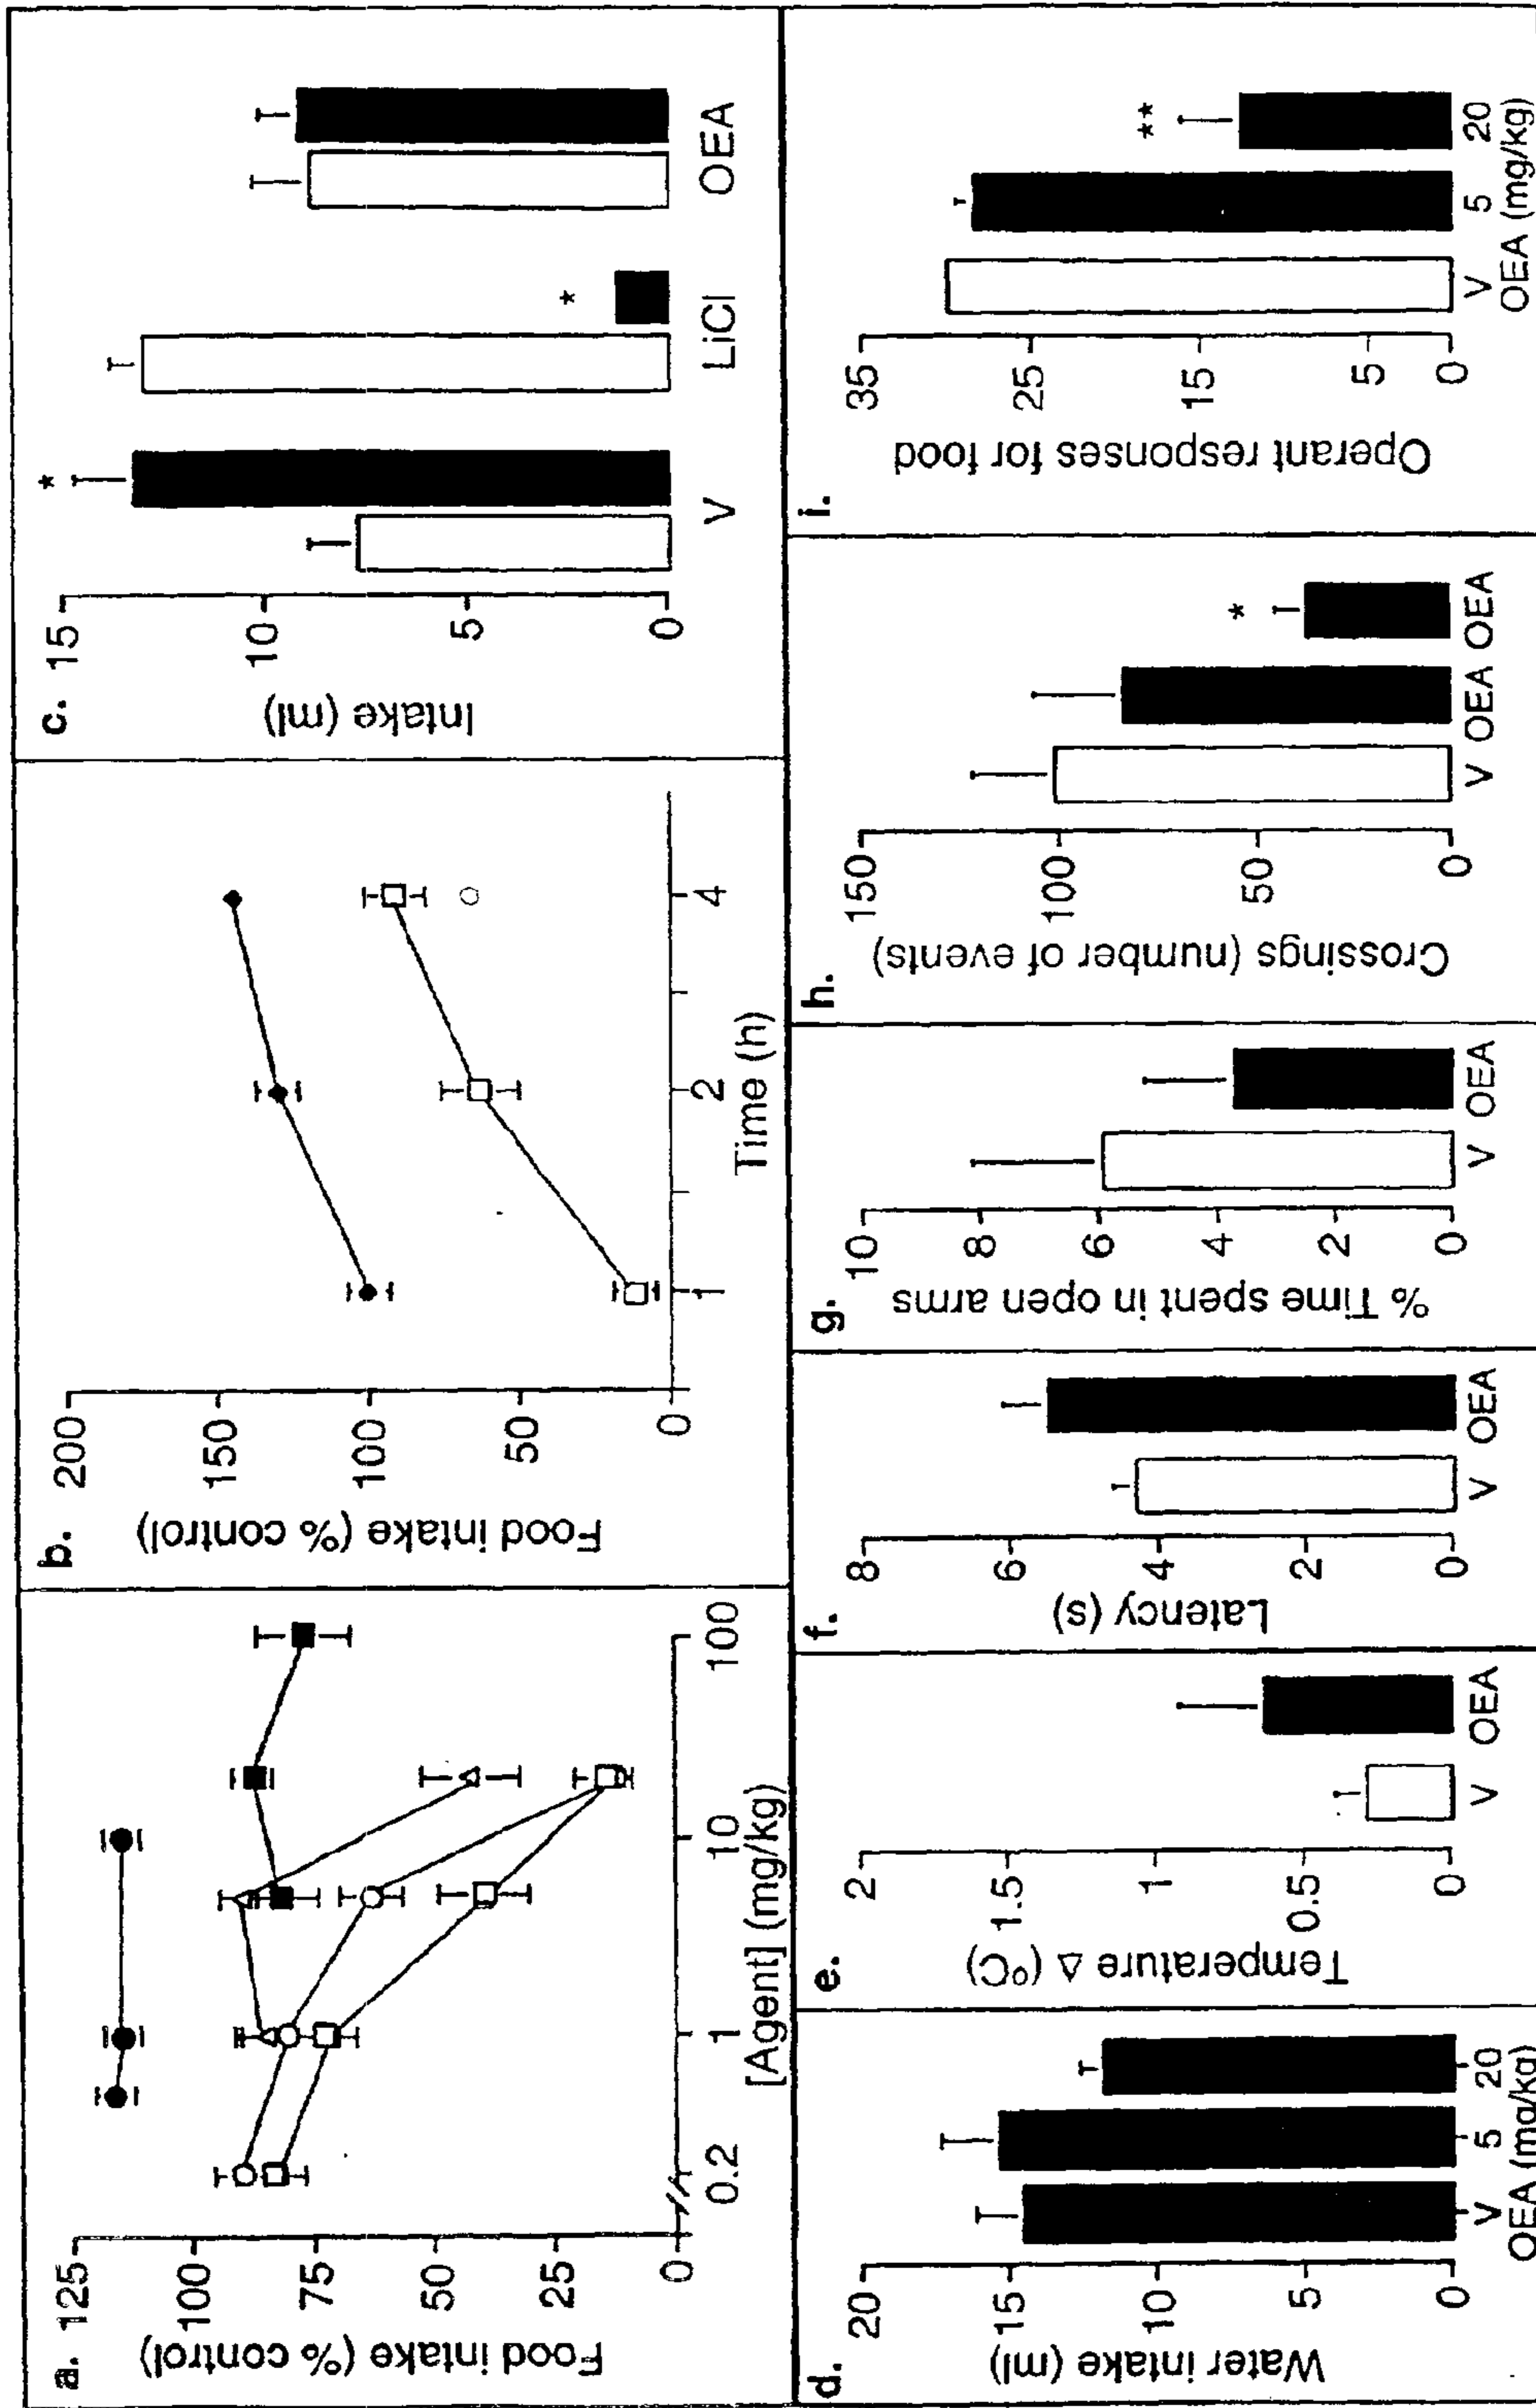 a.
Food intake (% control)
125
100
75
50
25
0
0.2
1
10
100
[Agent] (mg/kg)
b.
Food intake (% control)
200
150
100
50
0
1
2
4
Time (h)
c.
Intake (ml)
15
10
5
0
*
*
V
LiCl
OEA
d.
Water intake (ml)
20
15
10
5
0
V
5
20
OEA (mg/kg)
e.
Temperature Δ (ºC)
2
1.5
1
0.5
0
V
OEA
f.
Latency (s)
8
6
4
2
0
V
OEA
g.
% Time spent in open arms
10
8
6
4
2
0
V
OEA
h.
Crossings (number of events)
150
100
50
0
*
V
OEA
OEA
i.
Operant responses for food
35
25
15
5
0
**
V
5
20
OEA (mg/kg)